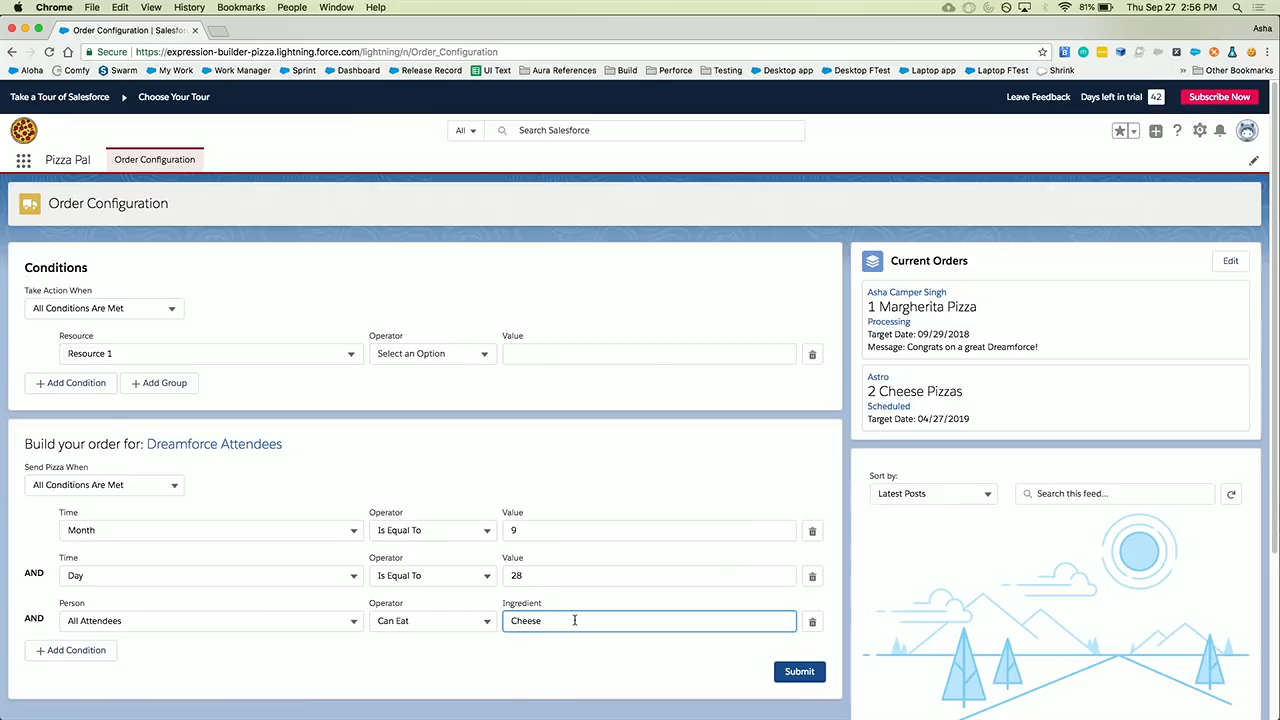 Chrome File Edit View History Bookmarks People Window Help 81% Thu Sep 27 2:56 PM
Order Configuration | Salesfor Asha
Secure https://expression-builder-pizza.lightning.force.com/lightning/n/Order_Configuration
Aloha Comfy Swarm My Work Work Manager Sprint Dashboard Release Record UI Text Aura References Build Perforce Testing Desktop app Desktop FTest Laptop app Laptop FTest Shrink » Other Bookmarks
Take a Tour of Salesforce Choose Your Tour Leave Feedback Days left in trial 42 Subscribe Now
All Search Salesforce
Pizza Pal Order Configuration
Order Configuration
Conditions
Take Action When
All Conditions Are Met
Resource Operator Value
Resource 1 Select an Option
+ Add Condition + Add Group
Build your order for: Dreamforce Attendees
Send Pizza When
All Conditions Are Met
Time Operator Value
Month Is Equal To 9
Time Operator Value
AND Day Is Equal To 28
Person Operator Ingredient
AND All Attendees Can Eat Cheese
+ Add Condition
Submit
Current Orders Edit
Asha Camper Singh
1 Margherita Pizza
Processing
Target Date: 09/29/2018
Message: Congrats on a great Dreamforce!
Astro
2 Cheese Pizzas
Scheduled
Target Date: 04/27/2019
Sort by:
Latest Posts Search this feed...